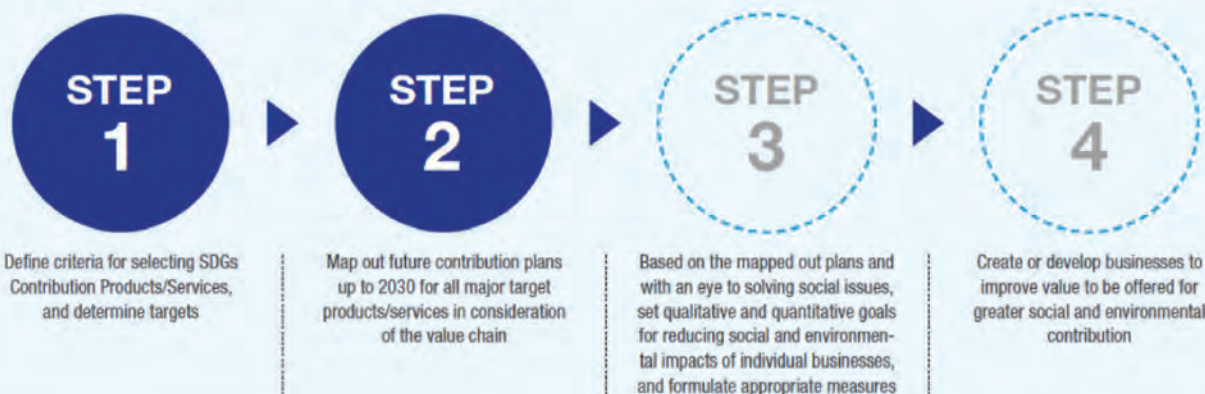 STEP
1
STEP
2
STEP
3
STEP
4
Define criteria for selecting SDGs
Contribution Products/Services,
and determine targets
Map out future contribution plans
up to 2030 for all major target
products/services in consideration
of the value chain
Based on the mapped out plans and
with an eye to solving social issues,
set qualitative and quantitative goals
for reducing social and environmen-
tal impacts of individual businesses,
and formulate appropriate measures
Create or develop businesses to
improve value to be offered for
greater social and environmental
contribution